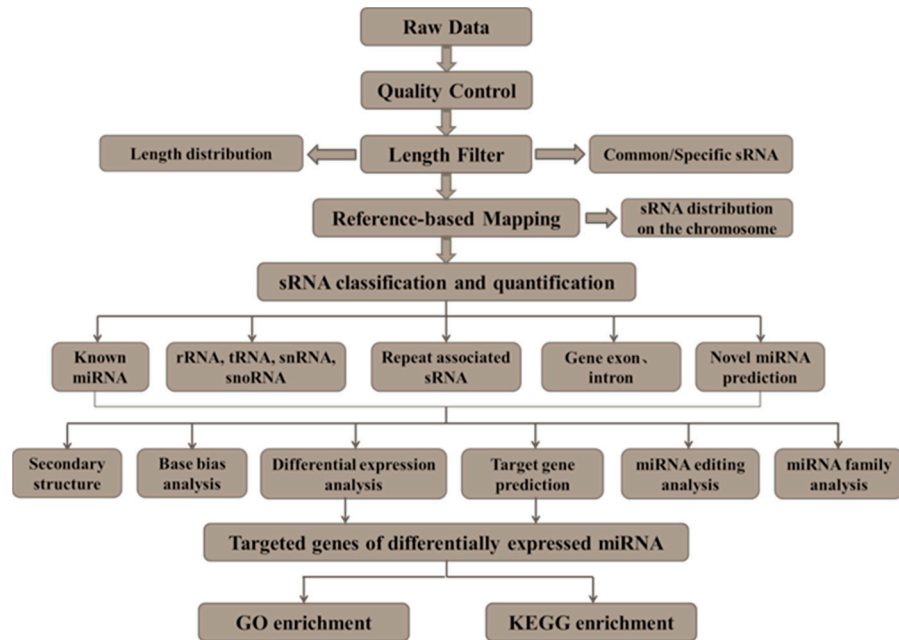 Raw Data
Quality Control
Length distribution
Length Filter
Common/Specific sRNA
Reference-based Mapping
sRNA distribution
on the chromosome
sRNA classification and quantification
Known
miRNA
rRNA, tRNA, snRNA,
snoRNA
Repeat associated
sRNA
Gene exon、
intron
Novel miRNA
prediction
Secondary
structure
Base bias
analysis
Differential expression
analysis
Target gene
prediction
miRNA editing
analysis
miRNA family
analysis
Targeted genes of differentially expressed miRNA
GO enrichment
KEGG enrichment